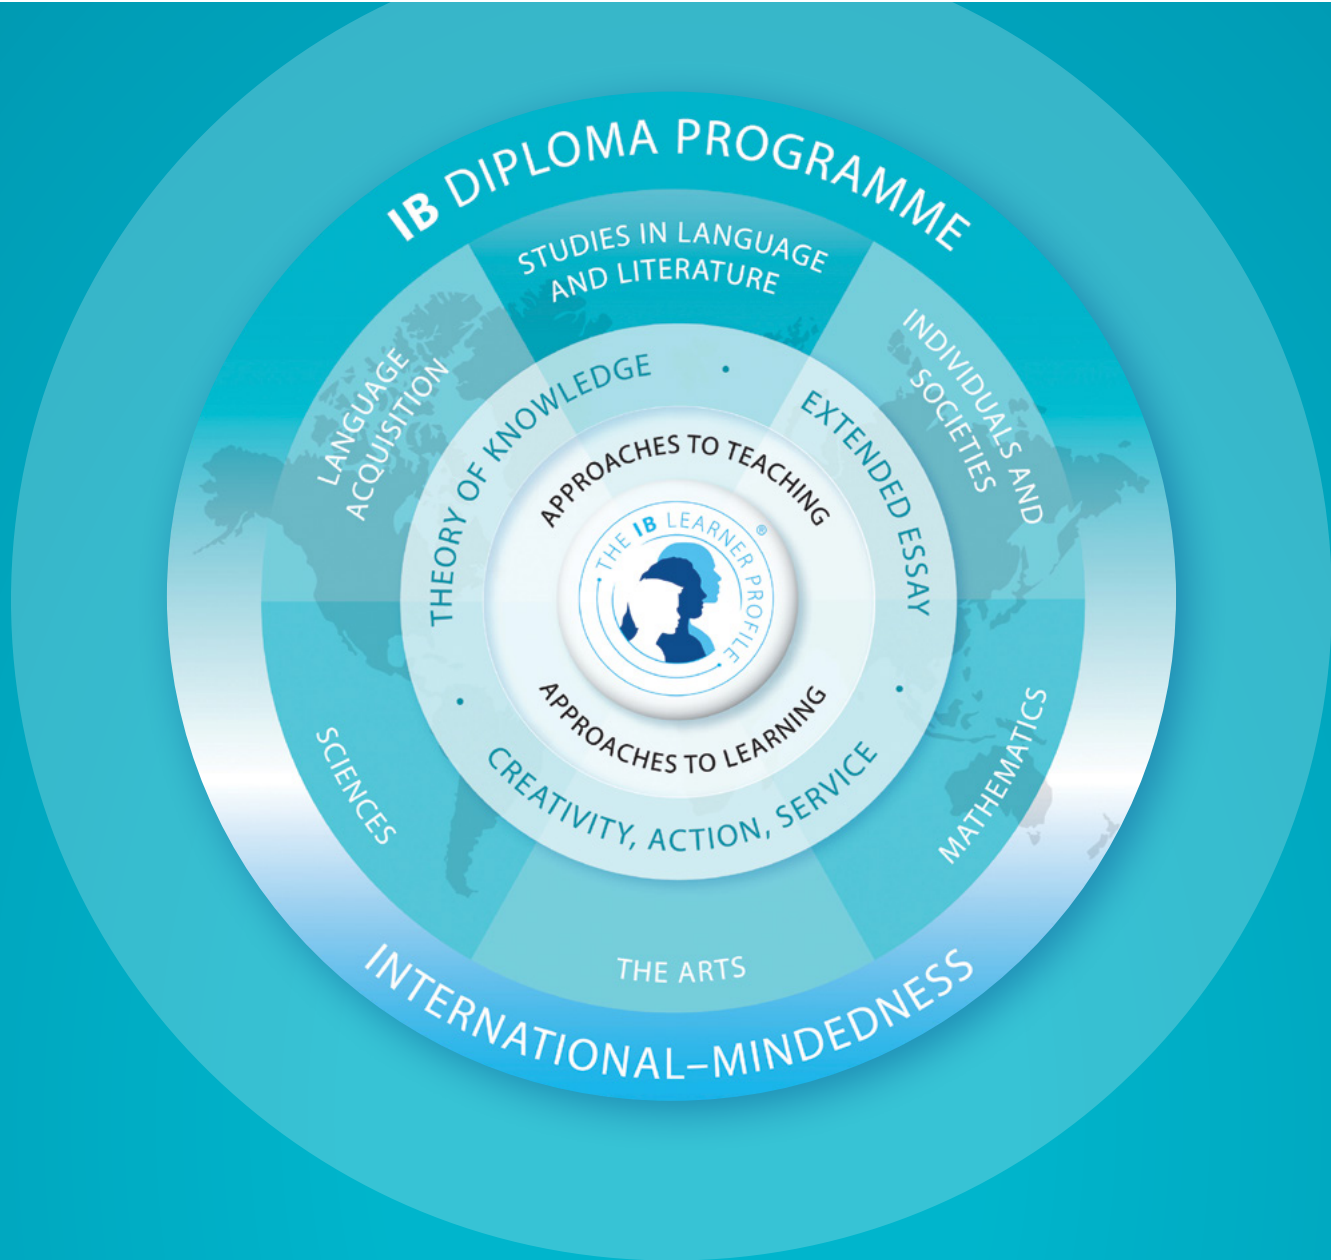 IB DIPLOMA PROGRAMME
STUDIES IN LANGUAGE
AND LITERATURE
LANGUAGE
ACQUISITION
INDIVIDUALS AND
SOCIETIES
THEORY OF KNOWLEDGE
•
EXTENDED ESSAY
•
APPROACHES TO TEACHING
• THE IB LEARNER PROFILE •
®
APPROACHES TO LEARNING
•
CREATIVITY, ACTION, SERVICE
SCIENCES
MATHEMATICS
THE ARTS
INTERNATIONAL–MINDEDNESS